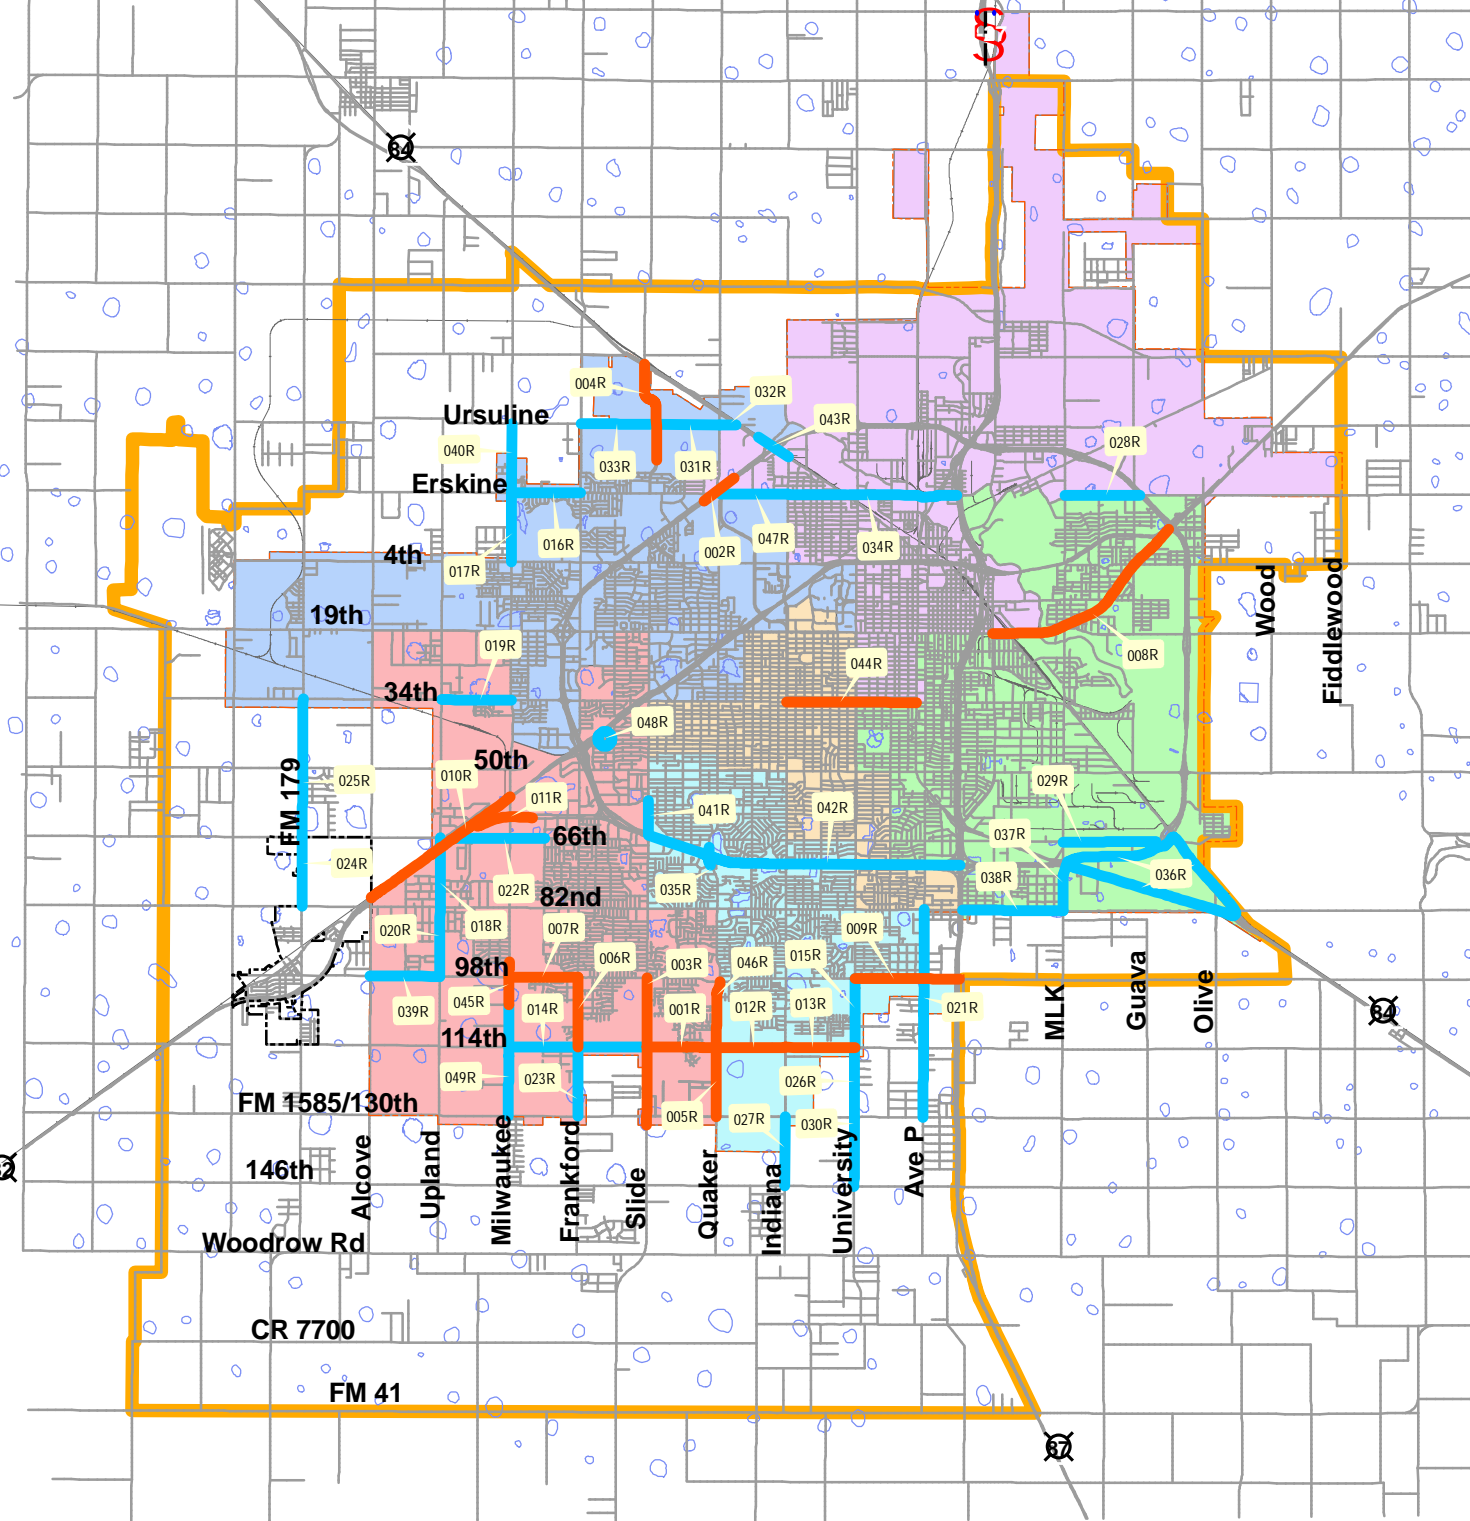 84
004R
032R
Ursuline
043R
040R
028R
033R
031R
Erskine
016R
002R
047R
034R
4th
017R
19th
Wood
Fiddlewood
019R
044R
008R
34th
048R
50th
010R
025R
FM 179
011R
029R
041R
042R
66th
037R
024R
022R
035R
038R
036R
82nd
018R
020R
007R
009R
006R
98th
003R
046R
015R
045R
014R
001R
012R
013R
021R
039R
MLK
Guava
Olive
84
114th
049R
023R
026R
FM 1585/130th
005R
027R
030R
146th
Alcove
Upland
Milwaukee
Frankford
Slide
Quaker
Indiana
University
Ave P
Woodrow Rd
CR 7700
FM 41
87